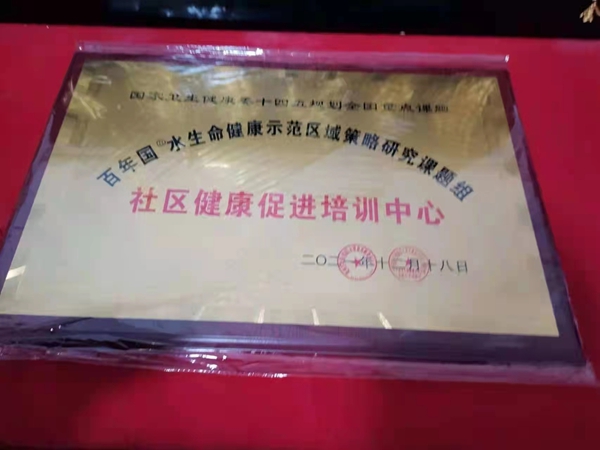 国家卫生健康委十四五规划全国重点课题
百年国®水生命健康示范区域策略研究课题组
社区健康促进培训中心
二〇二一年十二月十八日